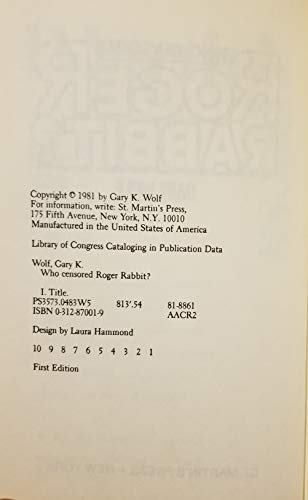 Copyright © 1981 by Gary K. Wolf
For information, write: St. Martin's Press,
175 Fifth Avenue, New York, N.Y. 10010
Manufactured in the United States of America
Library of Congress Cataloging in Publication Data
Wolf, Gary K.
Who censored Roger Rabbit?
I. Title.
PS3573.0483W5 813'.54 81-8861
ISBN 0-312-87001-9 AACR2
Design by Laura Hammond
10 9 8 7 6 5 4 3 2 1
First Edition